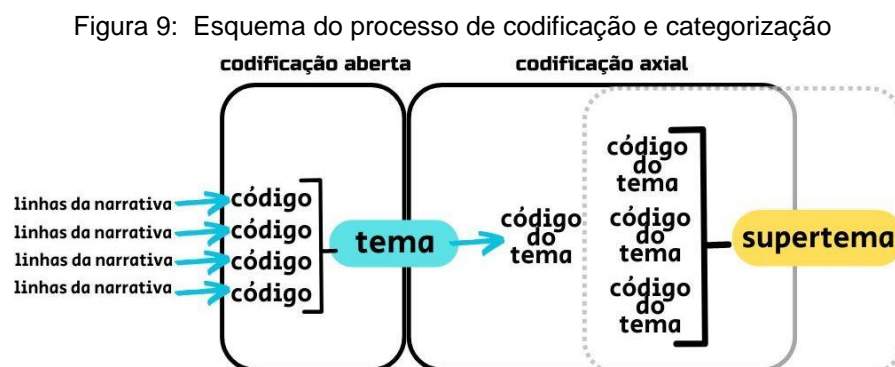 Figura 9:  Esquema do processo de codificação e categorização
codificação aberta
codificação axial
linhas da narrativa
linhas da narrativa
linhas da narrativa
linhas da narrativa
código
código
código
código
tema
código
do
tema
código
do
tema
código
do
tema
código
do
tema
supertema